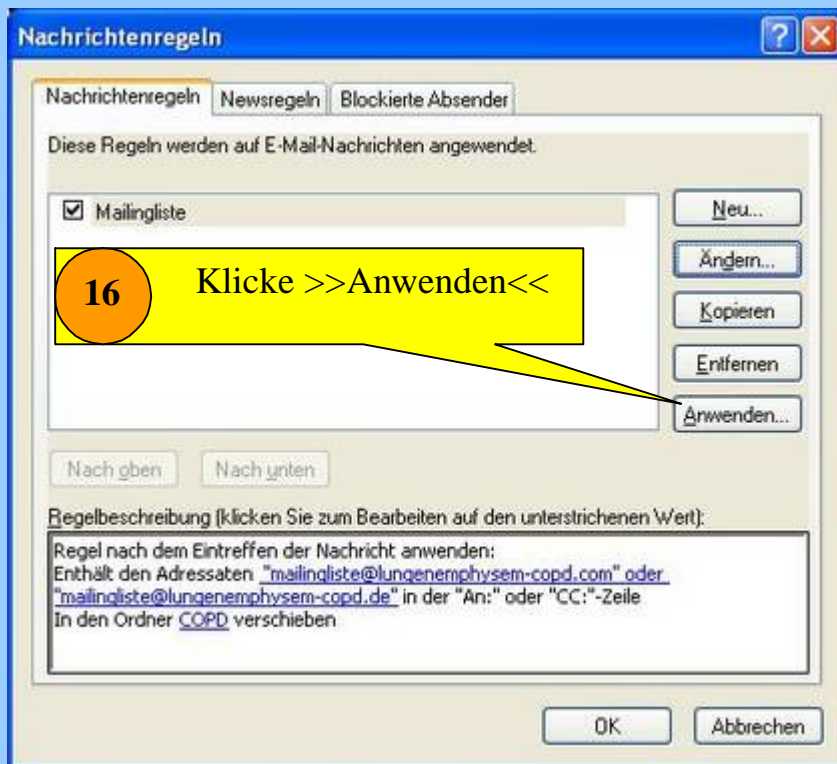 Nachrichtenregeln
Nachrichtenregeln Newsregeln Blockierte Absender
Diese Regeln werden auf E-Mail-Nachrichten angewendet.
Mailingliste
Neu...
Ändern...
16 Klicke >>Anwenden<<
Kopieren
Entfernen
Anwenden...
Nach oben Nach unten
Regelbeschreibung (klicken Sie zum Bearbeiten auf den unterstrichenen Wert):
Regel nach dem Eintreffen der Nachricht anwenden:
Enthält den Adressaten "mailingliste@lungenemphysem-copd.com" oder
"mailingliste@lungenemphysem-copd.de" in der "An:" oder "CC:"-Zeile
In den Ordner COPD verschieben
OK Abbrechen